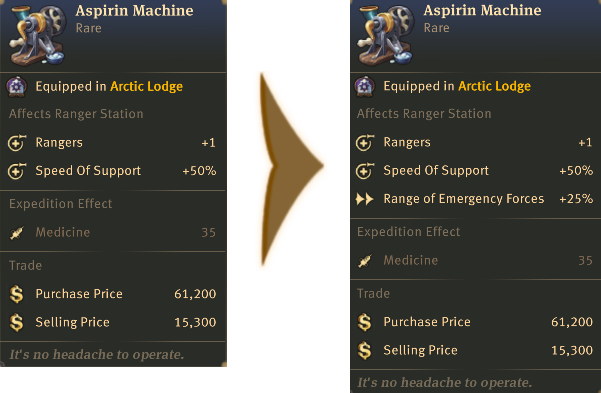 Aspirin Machine
Rare
Equipped in Arctic Lodge
Affects Ranger Station
Rangers +1
Speed Of Support +50%
Expedition Effect
Medicine 35
Trade
Purchase Price 61,200
Selling Price 15,300
It's no headache to operate.
Aspirin Machine
Rare
Equipped in Arctic Lodge
Affects Ranger Station
Rangers +1
Speed Of Support +50%
Range of Emergency Forces +25%
Expedition Effect
Medicine 35
Trade
Purchase Price 61,200
Selling Price 15,300
It's no headache to operate.